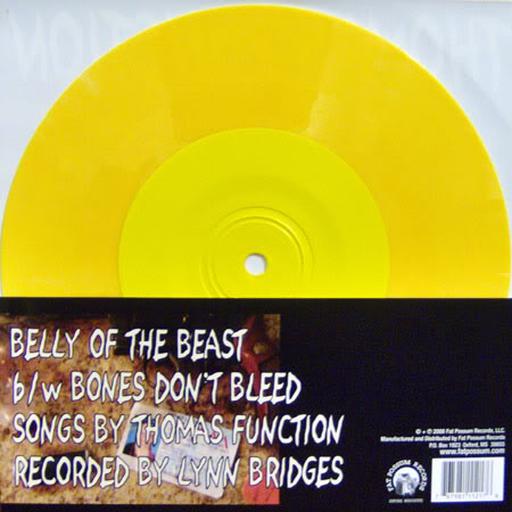 BELLY OF THE BEAST
b/w BONES DON'T BLEED
SONGS BY THOMAS FUNCTION
RECORDED BY LYNN BRIDGES
© + ℗ 2008 Fat Possum Records, LLC.
Manufactured and Distributed by Fat Possum Records
P.O. Box 1923 Oxford, MS 38655
www.fatpossum.com
FAT POSSUM RECORDS